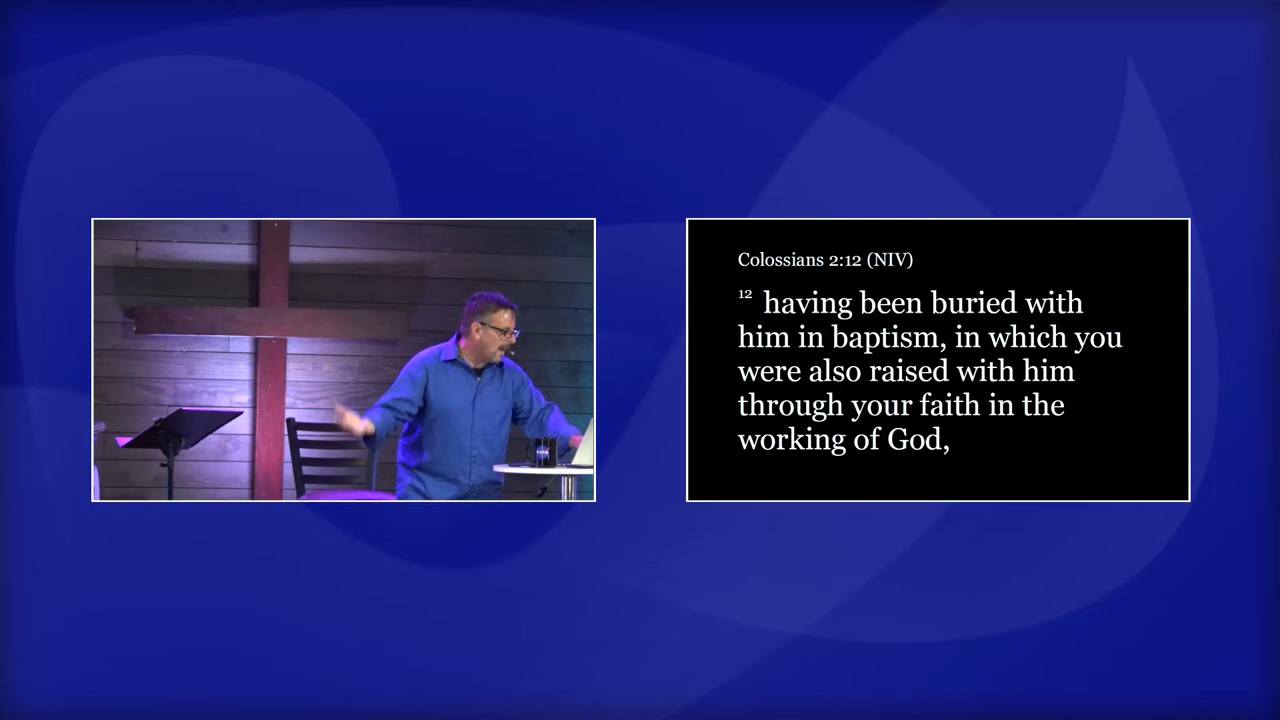 NASA
Colossians 2:12 (NIV)
12 having been buried with
him in baptism, in which you
were also raised with him
through your faith in the
working of God,